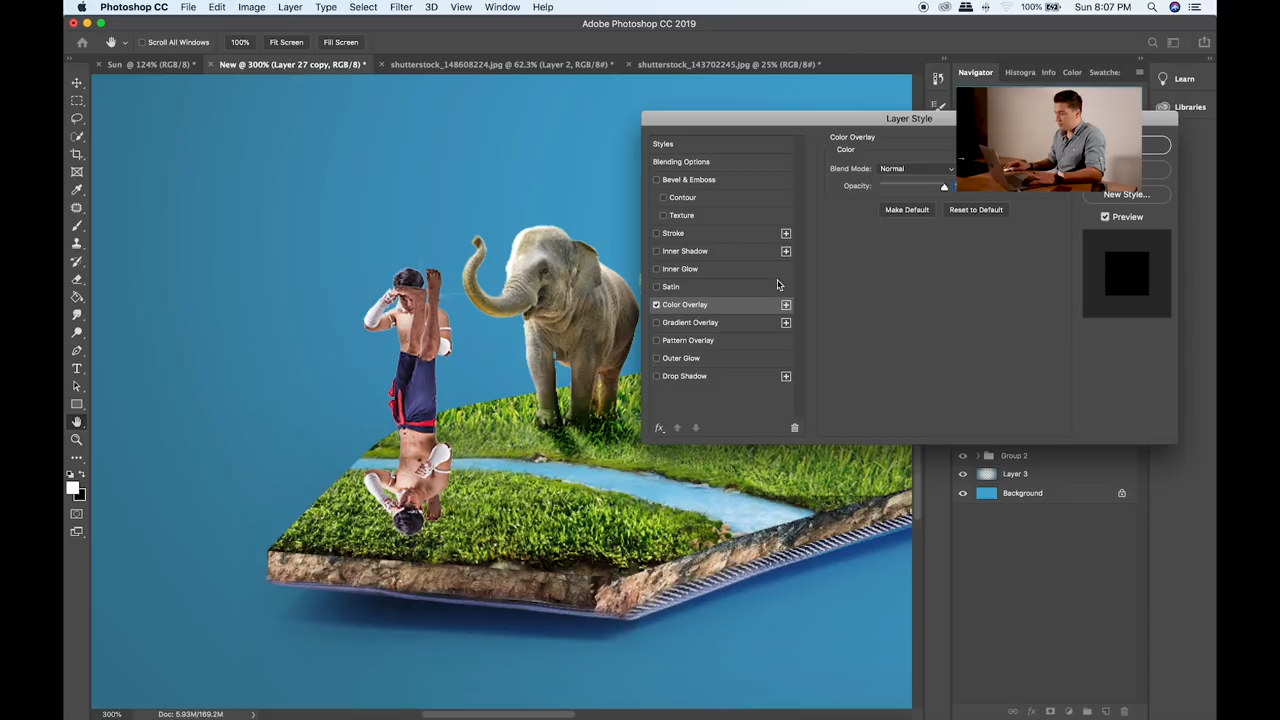 Photoshop CC File Edit Image Layer Type Select Filter 3D View Window Help 100% Sun 8:07 PM
Adobe Photoshop CC 2019
Scroll All Windows 100% Fit Screen Fill Screen
Sun @ 124% (RGB/8) * New @ 300% (Layer 27 copy, RGB/8) * shutterstock_148608224.jpg @ 62.3% (Layer 2, RGB/8#) * shutterstock_143702245.jpg @ 25% (RGB/8#) *
Navigator Histogra Info Color Swatche:
Learn
Libraries
Layer Style
Styles
Blending Options
Bevel & Emboss
Contour
Texture
Stroke
Inner Shadow
Inner Glow
Satin
Color Overlay
Gradient Overlay
Pattern Overlay
Outer Glow
Drop Shadow
fx
Color Overlay
Color
Blend Mode: Normal
Opacity:
Make Default Reset to Default
New Style...
Preview
Group 2
Layer 3
Background
300% Doc: 5.93M/169.2M
fx